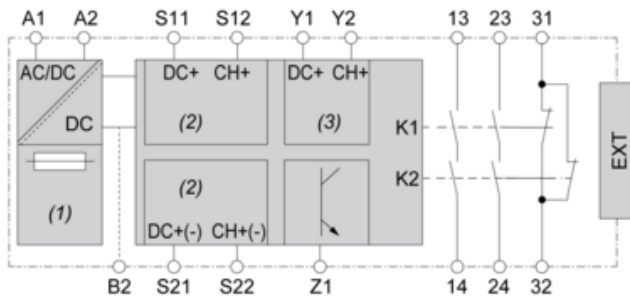 A1 A2 S11 S12 Y1 Y2 13 23 31
AC/DC DC+ CH+ DC+ CH+
DC (2) (3) K1 EXT
(2) K2
(1) DC+(-) CH+(-)
B2 S21 S22 Z1 14 24 32